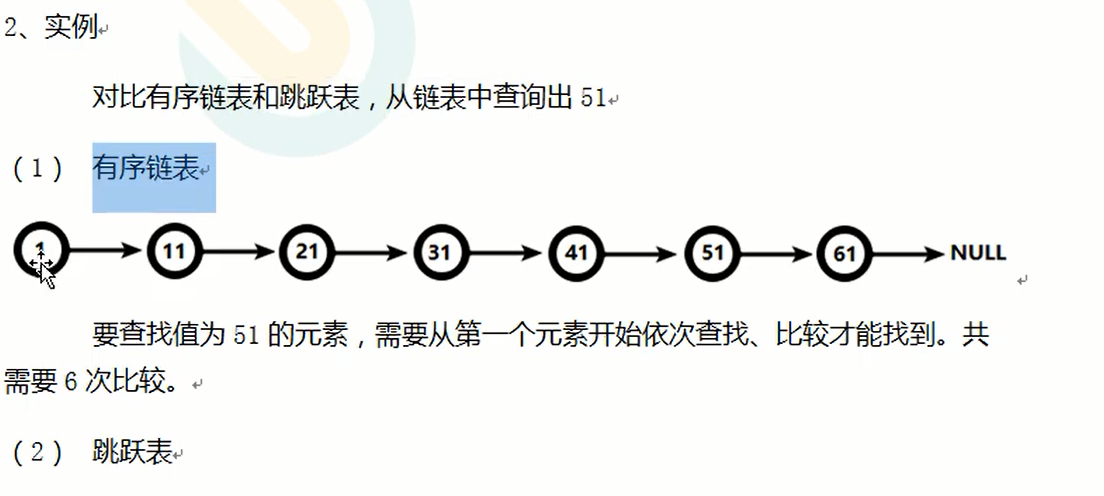 2、实例
对比有序链表和跳跃表，从链表中查询出 51
（1） 有序链表
1 11 21 31 41 51 61 NULL
要查找值为 51 的元素，需要从第一个元素开始依次查找、比较才能找到。共
需要 6 次比较。
（2） 跳跃表